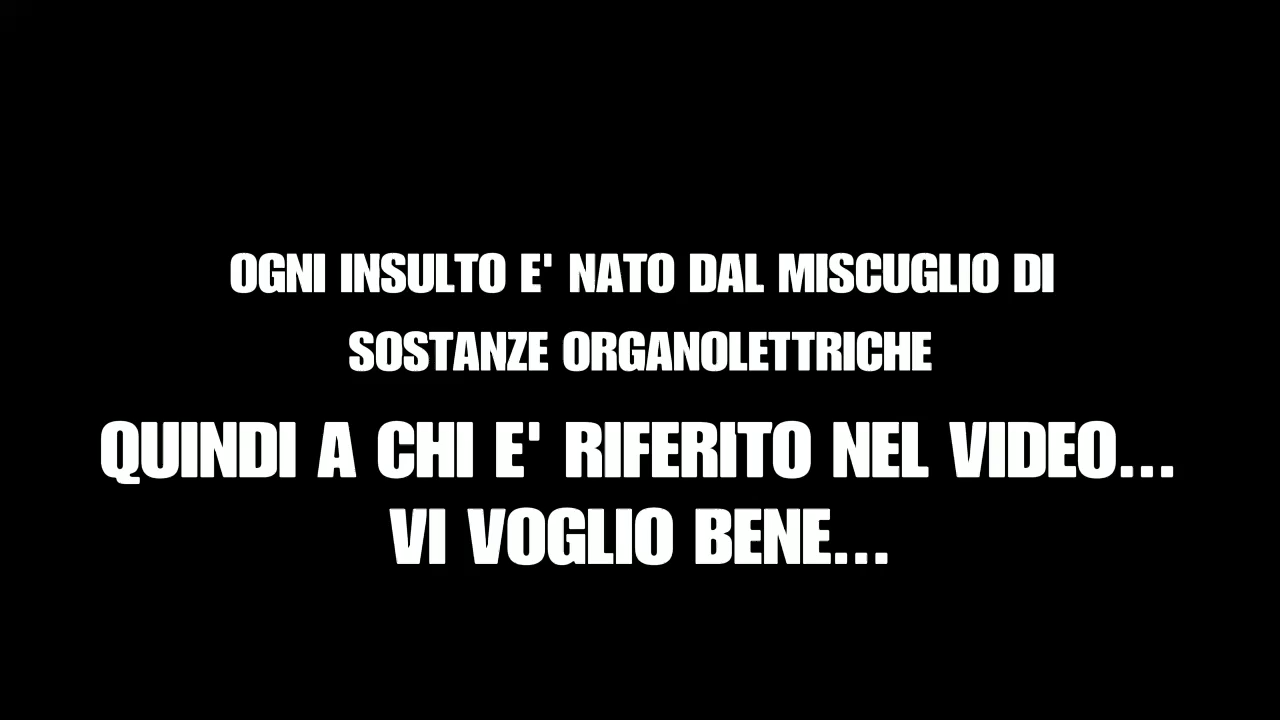 OGNI INSULTO E' NATO DAL MISCUGLIO DI
SOSTANZE ORGANOLETTRICHE
QUINDI A CHI E' RIFERITO NEL VIDEO...
VI VOGLIO BENE...